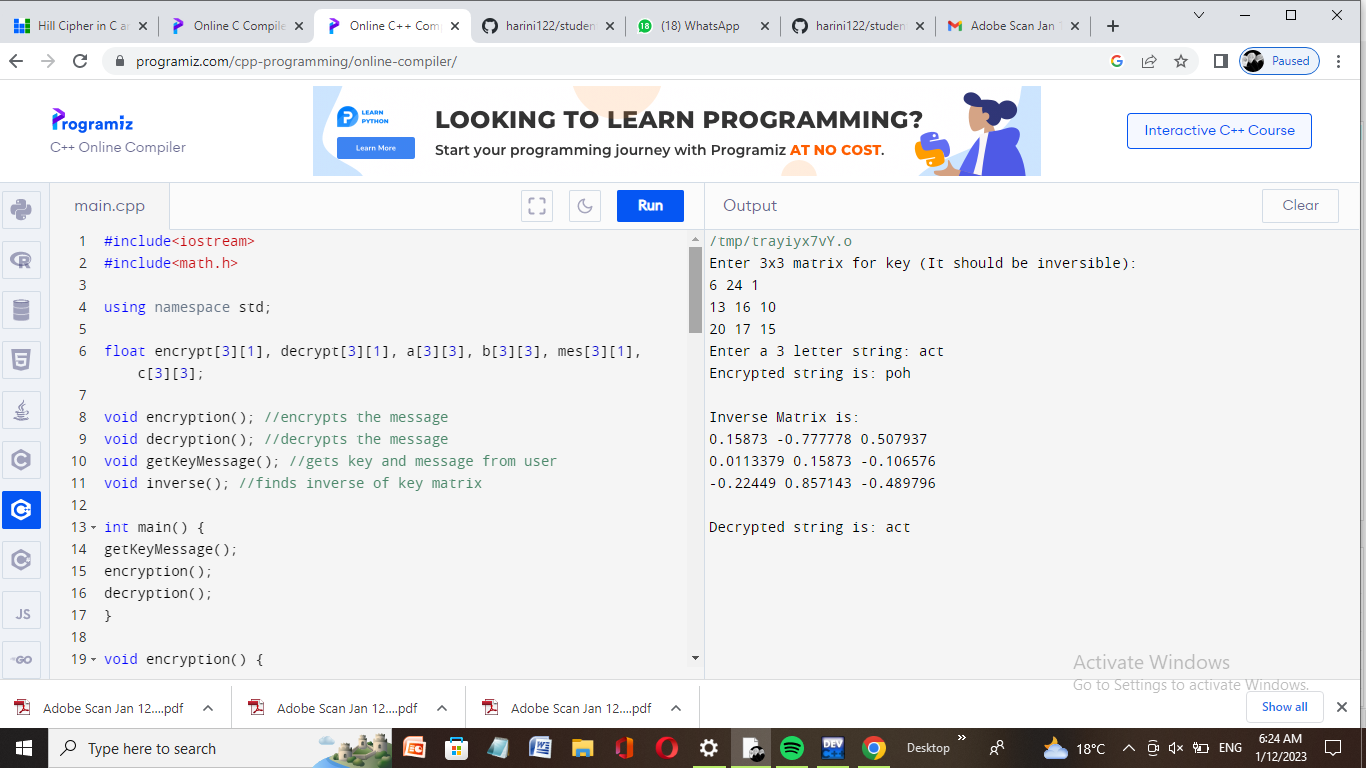 Hill Cipher in C a
Online C Compile
Online C++ Com
harini122/studen
(18) WhatsApp
harini122/studen
Adobe Scan Jan 1
programiz.com/cpp-programming/online-compiler/
Paused
Programiz
C++ Online Compiler
LEARN
PYTHON
Learn More
LOOKING TO LEARN PROGRAMMING?
Start your programming journey with Programiz AT NO COST.
Interactive C++ Course
main.cpp
Run
Output
Clear
1 #include<iostream>
2 #include<math.h>
3
4 using namespace std;
5
6 float encrypt[3][1], decrypt[3][1], a[3][3], b[3][3], mes[3][1],
c[3][3];
7
8 void encryption(); //encrypts the message
9 void decryption(); //decrypts the message
10 void getKeyMessage(); //gets key and message from user
11 void inverse(); //finds inverse of key matrix
12
13 int main() {
14 getKeyMessage();
15 encryption();
16 decryption();
17 }
18
19 void encryption() {
JS
GO
/tmp/trayiyx7vY.o
Enter 3x3 matrix for key (It should be inversible):
6 24 1
13 16 10
20 17 15
Enter a 3 letter string: act
Encrypted string is: poh
Inverse Matrix is:
0.15873 -0.777778 0.507937
0.0113379 0.15873 -0.106576
-0.22449 0.857143 -0.489796
Decrypted string is: act
Activate Windows
Go to Settings to activate Windows.
Adobe Scan Jan 12....pdf
Adobe Scan Jan 12....pdf
Adobe Scan Jan 12....pdf
Show all
Type here to search
DEV
C++
Desktop
18°C
ENG
6:24 AM
1/12/2023